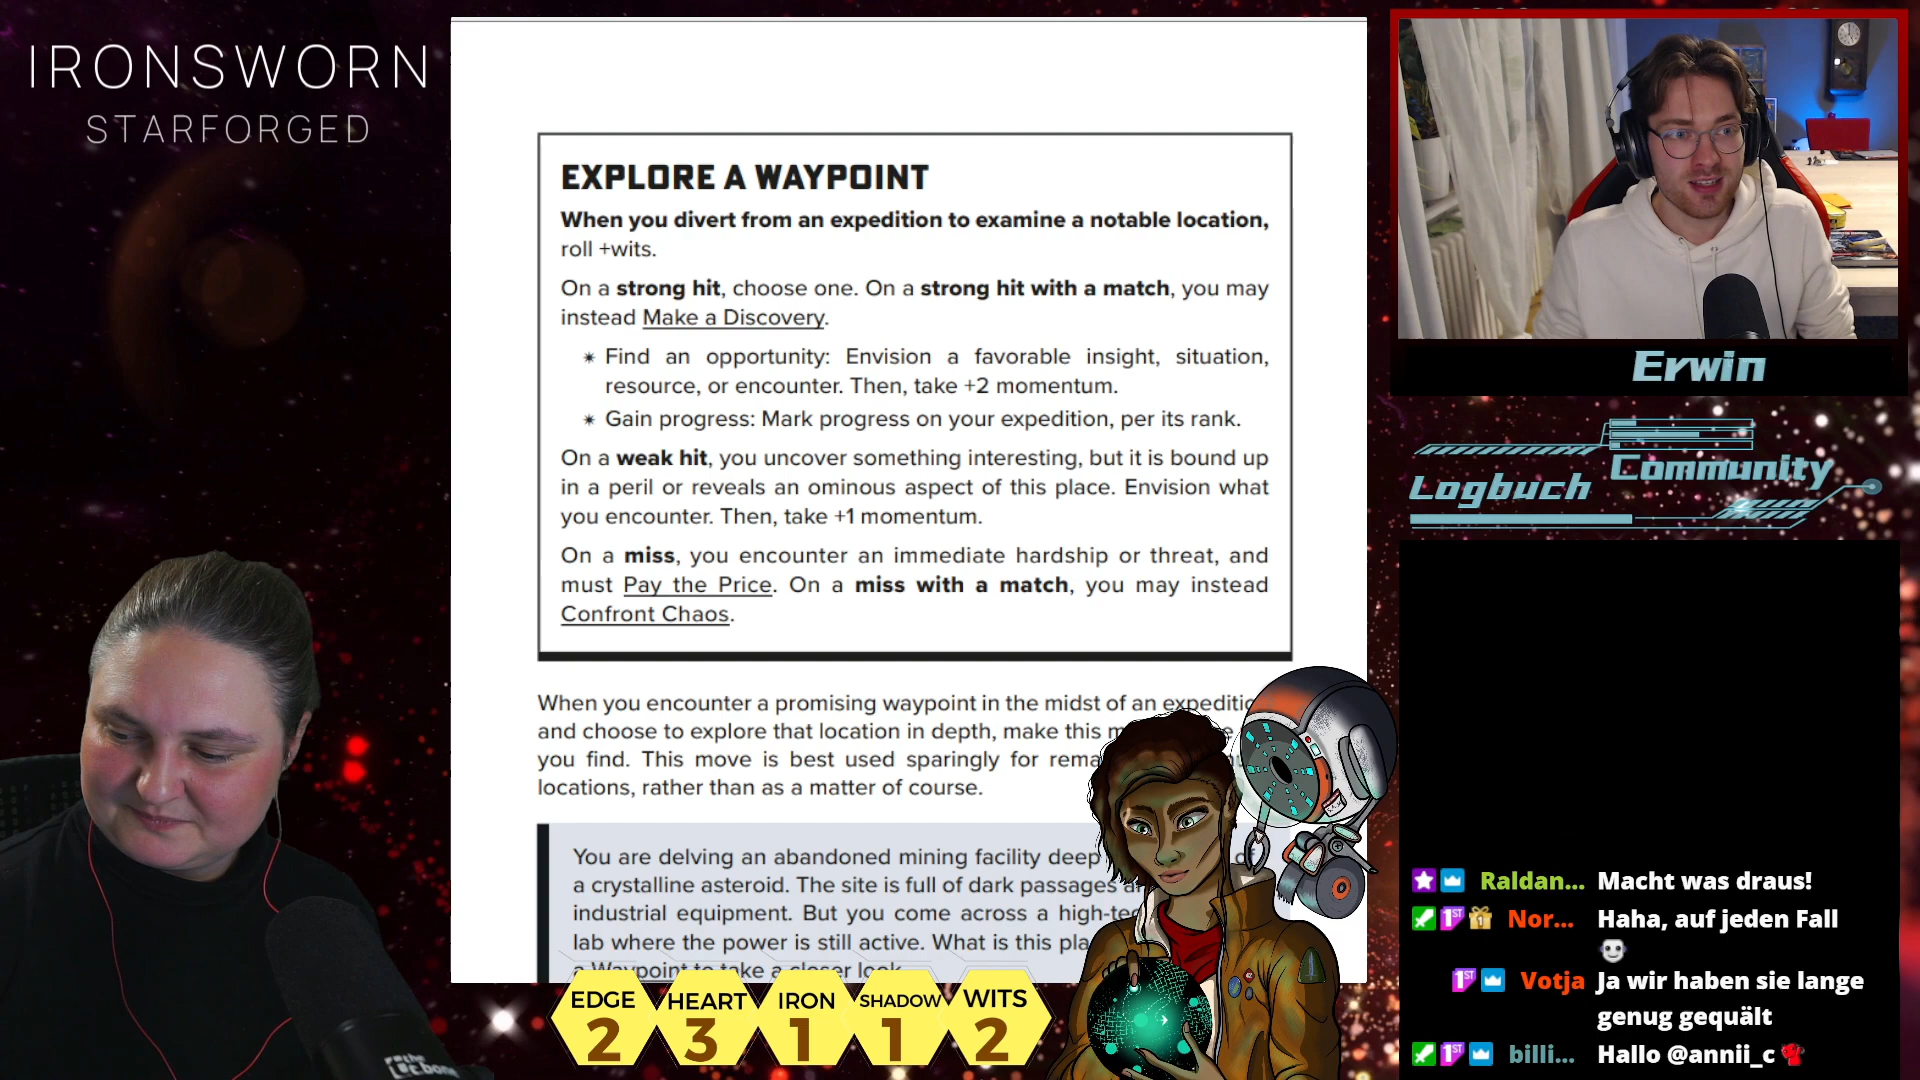 IRONSWORN
STARFORGED
EXPLORE A WAYPOINT
When you divert from an expedition to examine a notable location,
roll +wits.
On a strong hit, choose one. On a strong hit with a match, you may
instead Make a Discovery.
✴ Find an opportunity: Envision a favorable insight, situation,
resource, or encounter. Then, take +2 momentum.
✴ Gain progress: Mark progress on your expedition, per its rank.
On a weak hit, you uncover something interesting, but it is bound up
in a peril or reveals an ominous aspect of this place. Envision what
you encounter. Then, take +1 momentum.
On a miss, you encounter an immediate hardship or threat, and
must Pay the Price. On a miss with a match, you may instead
Confront Chaos.
When you encounter a promising waypoint in the midst of an
and choose to explore that location in depth, make this
you find. This move is best used sparingly for
locations, rather than as a matter of course.
You are delving an abandoned mining facility deep
a crystalline asteroid. The site is full of dark passages
industrial equipment. But you come across a
lab where the power is still active. What is this
a Waypoint to take a closer look.
EDGE
2
HEART
3
IRON
1
SHADOW
1
WITS
2
Erwin
Logbuch Community
Raldan... Macht was draus!
Nor... Haha, auf jeden Fall
Votja Ja wir haben sie lange
genug gequält
billi... Hallo @annii_c